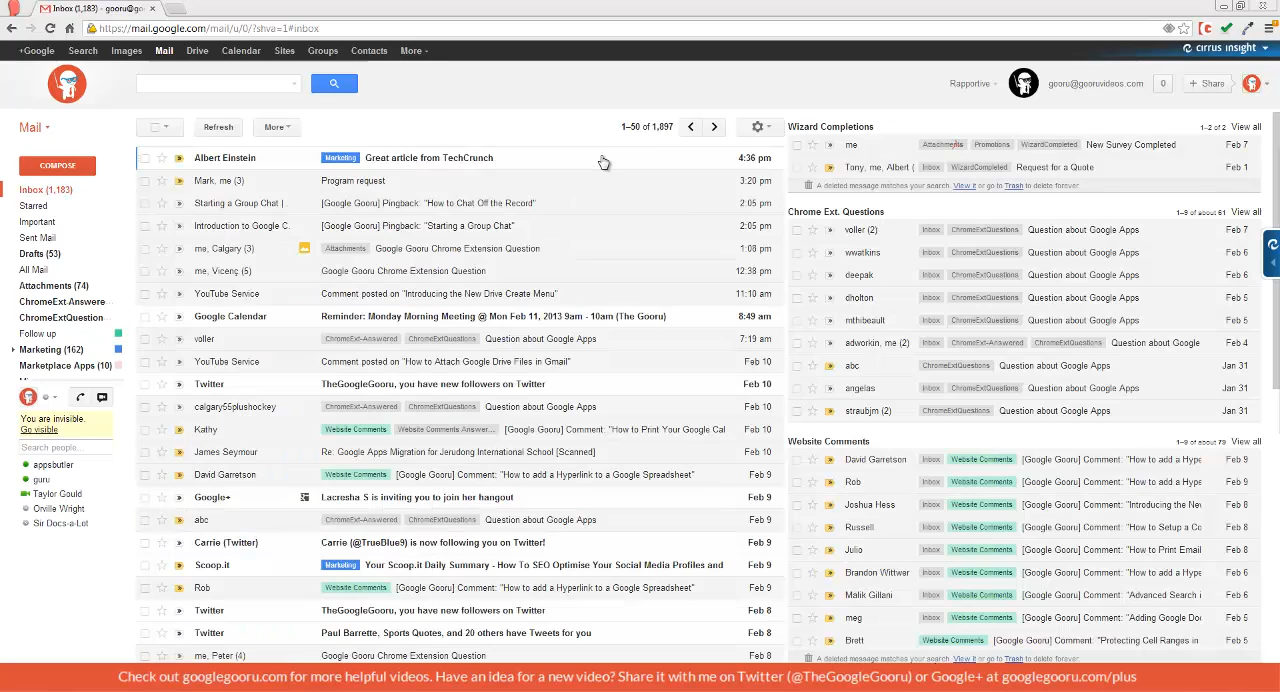 Inbox (1,183) - gooru@go
https://mail.google.com/mail/u/0/?shva=1#inbox
+Google Search Images Mail Drive Calendar Sites Groups Contacts More
cirrus insight
Rapportive gooru@gooruvideos.com 0 + Share
Mail
Refresh More 1–50 of 1,897
COMPOSE
Inbox (1,183)
Starred
Important
Sent Mail
Drafts (53)
All Mail
Attachments (74)
ChromeExt-Answere
ChromeExtQuestion
Follow up
Marketing (162)
Marketplace Apps (10)
You are invisible.
Go visible
Search people...
appsbutler
guru
Taylor Gould
Orville Wright
Sir Docs-a-Lot
Albert Einstein Marketing Great article from TechCrunch 4:36 pm
Mark, me (3) Program request 3:20 pm
Starting a Group Chat | [Google Gooru] Pingback: "How to Chat Off the Record" 2:05 pm
Introduction to Google C. [Google Gooru] Pingback: "Starting a Group Chat" 2:05 pm
me, Calgary (3) Attachments Google Gooru Chrome Extension Question 1:08 pm
me, Vicenç (5) Google Gooru Chrome Extension Question 12:38 pm
YouTube Service Comment posted on "Introducing the New Drive Create Menu" 11:10 am
Google Calendar Reminder: Monday Morning Meeting @ Mon Feb 11, 2013 9am - 10am (The Gooru) 8:49 am
voller ChromeExt-Answered ChromeExtQuestions Question about Google Apps 7:19 am
YouTube Service Comment posted on "How to Attach Google Drive Files in Gmail" Feb 10
Twitter TheGoogleGooru, you have new followers on Twitter! Feb 10
calgary55plushockey ChromeExt-Answered ChromeExtQuestions Question about Google Apps Feb 10
Kathy Website Comments Website Comments Answer... [Google Gooru] Comment: "How to Print Your Google Cal Feb 10
James Seymour Re: Google Apps Migration for Jerudong International School [Scanned] Feb 10
David Garretson Website Comments [Google Gooru] Comment: "How to add a Hyperlink to a Google Spreadsheet" Feb 9
Google+ Lacresha S is inviting you to join her hangout Feb 9
abc ChromeExt-Answered ChromeExtQuestions Question about Google Apps Feb 9
Carrie (Twitter) Carrie (@TrueBlue9) is now following you on Twitter! Feb 9
Scoop.it Marketing Your Scoop.it Daily Summary - How To SEO Optimise Your Social Media Profiles and Feb 9
Rob Website Comments [Google Gooru] Comment: "How to add a Hyperlink to a Google Spreadsheet" Feb 9
Twitter TheGoogleGooru, you have new followers on Twitter! Feb 8
Twitter Paul Barrette, Sports Quotes, and 20 others have Tweets for you Feb 8
me, Peter (4) Google Gooru Chrome Extension Question Feb 8
Wizard Completions 1–2 of 2 View all
me Attachments Promotions WizardCompleted New Survey Completed Feb 7
Tony, me, Albert ( Inbox WizardCompleted Request for a Quote Feb 1
A deleted message matches your search. View it or go to Trash to delete forever.
Chrome Ext. Questions 1–9 of about 61 View all
voller (2) Inbox ChromeExtQuestions Question about Google Apps Feb 7
wwatkins Inbox ChromeExtQuestions Question about Google Apps Feb 6
deepak Inbox ChromeExtQuestions Question about Google Apps Feb 6
dholton Inbox ChromeExtQuestions Question about Google Apps Feb 5
mthibeault Inbox ChromeExtQuestions Question about Google Apps Feb 5
adworkin, me (2) Inbox ChromeExt-Answered ChromeExtQuestions Question about Google Feb 4
abc ChromeExtQuestions Question about Google Apps Jan 31
angelas Inbox ChromeExtQuestions Question about Google Apps Jan 31
straubjm (2) ChromeExtQuestions Question about Google Apps Jan 31
Website Comments 1–9 of about 79 View all
David Garretson Inbox Website Comments [Google Gooru] Comment: "How to add a Hype Feb 9
Rob Inbox Website Comments [Google Gooru] Comment: "How to add a Hype Feb 9
Joshua Hess Inbox Website Comments [Google Gooru] Comment: "Introducing the New Feb 8
Russell Inbox Website Comments [Google Gooru] Comment: "How to Setup a Co Feb 8
Julio Inbox Website Comments [Google Gooru] Comment: "How to Print Email Feb 8
Brandon Wittwer Inbox Website Comments [Google Gooru] Comment: "How to add a Hype Feb 6
Malik Gillani Inbox Website Comments [Google Gooru] Comment: "Advanced Search i Feb 6
meg Inbox Website Comments [Google Gooru] Comment: "Adding Google Doc Feb 6
Brett Website Comments [Google Gooru] Comment: "Protecting Cell Ranges in Feb 5
A deleted message matches your search. View it or go to Trash to delete forever.
Check out googlegooru.com for more helpful videos. Have an idea for a new video? Share it with me on Twitter (@TheGoogleGooru) or Google+ at googlegooru.com/plus